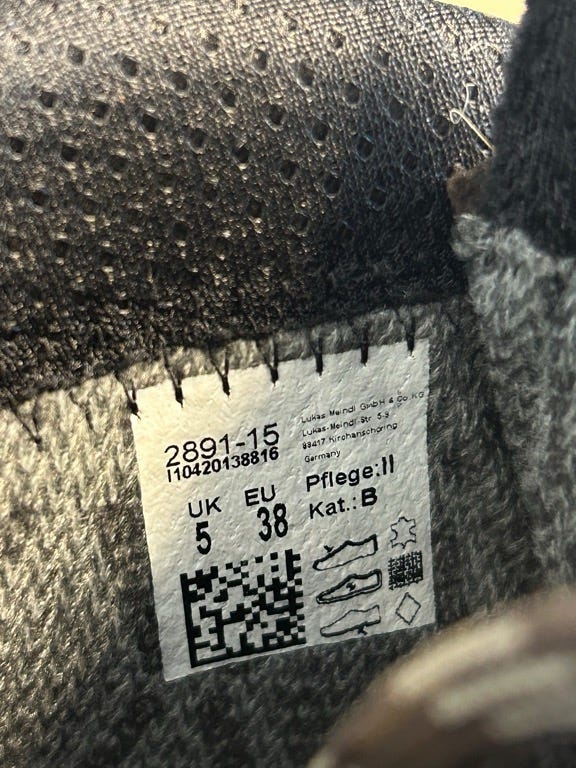 2891-15
I10420138816
Lukas Meindl GmbH & Co.KG
Lukas-Meindl-Str. 5-9
83417 Kirchanschöring
Germany
UK EU
5 38
Pflege:II
Kat.: B